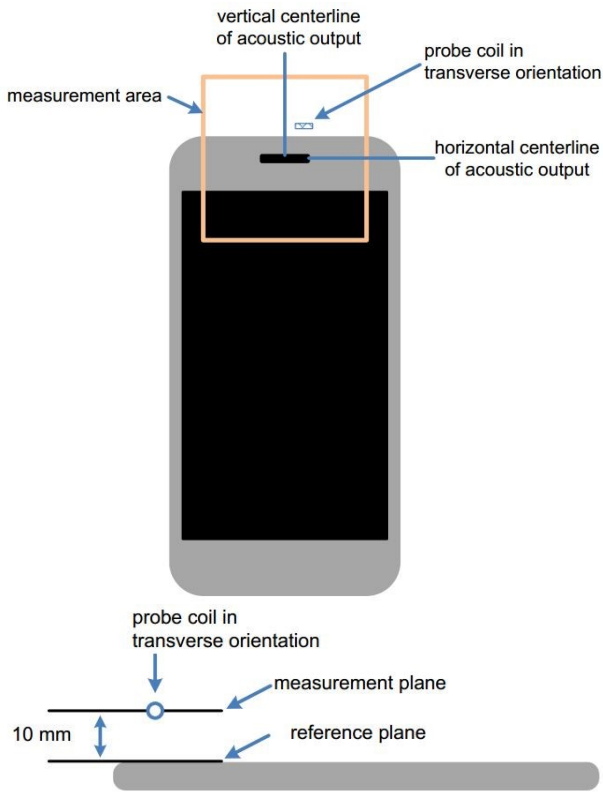 vertical centerline
of acoustic output
probe coil in
transverse orientation
measurement area
horizontal centerline
of acoustic output
probe coil in
transverse orientation
measurement plane
10 mm
reference plane